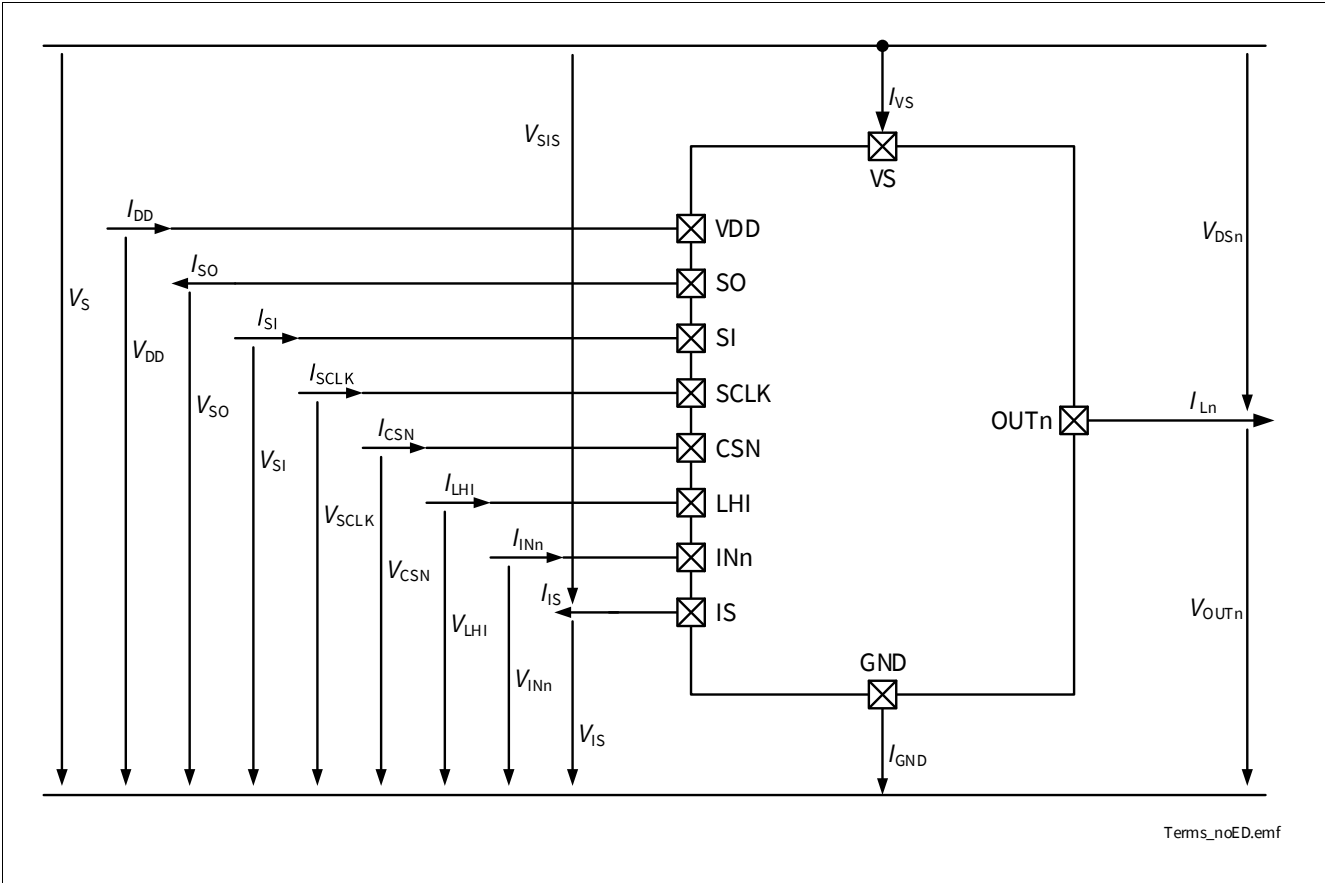 I_VS
V_SIS
VS
I_DD
VDD
V_DSn
I_SO
SO
V_S
I_SI
SI
V_DD
I_SCLK
SCLK
V_SO
I_Ln
OUTn
I_CSN
CSN
V_SI
I_LHI
LHI
V_SCLK
I_INn
INn
V_CSN
I_IS
IS
V_OUTn
V_LHI
GND
V_INn
V_IS
I_GND
Terms_noED.emf